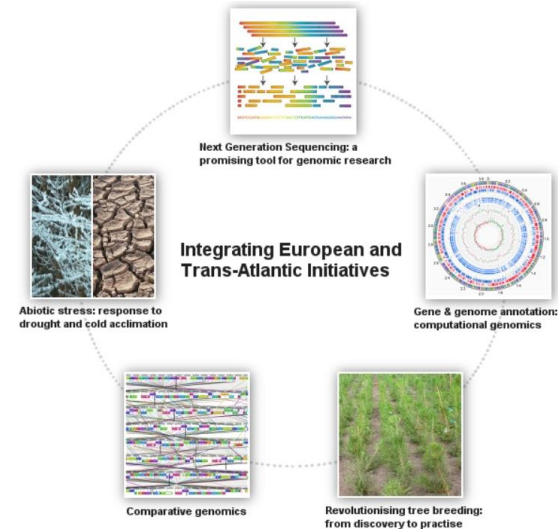 Next Generation Sequencing: a
promising tool for genomic research
Integrating European and
Trans-Atlantic Initiatives
Abiotic stress: response to
drought and cold acclimation
Gene & genome annotation:
computational genomics
Comparative genomics
Revolutionising tree breeding:
from discovery to practise